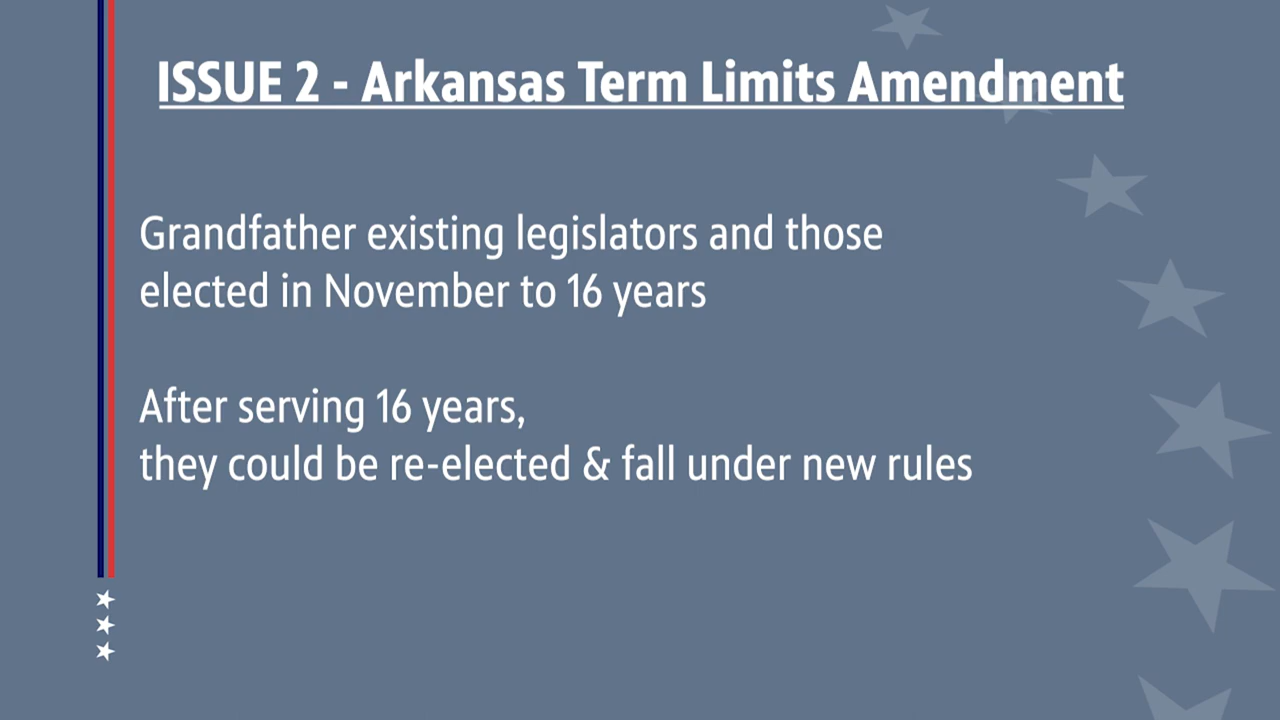 ISSUE 2 - Arkansas Term Limits Amendment
Grandfather existing legislators and those
elected in November to 16 years
After serving 16 years,
they could be re-elected & fall under new rules